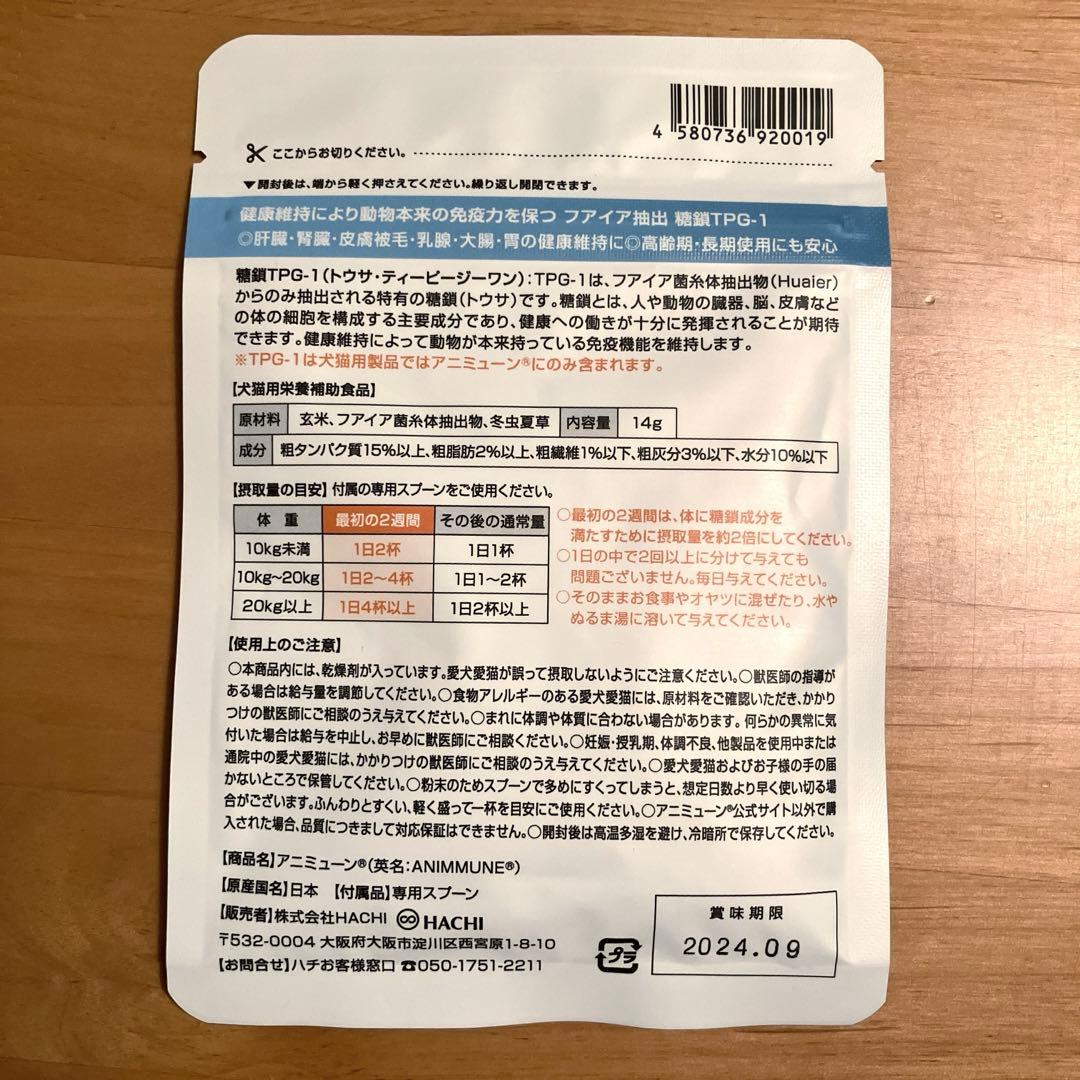 4 580736 920019
ここからお切りください。
▼開封後は、端から軽く押さえてください。繰り返し開閉できます。
健康維持により動物本来の免疫力を保つ フアイア抽出 糖鎖TPG-1
◎肝臓・腎臓・皮膚被毛・乳腺・大腸・胃の健康維持に◎高齢期・長期使用にも安心
糖鎖TPG-1(トウサ・ティーピージーワン):TPG-1は、フアイア菌糸体抽出物(Huaier)
からのみ抽出される特有の糖鎖(トウサ)です。糖鎖とは、人や動物の臓器、脳、皮膚など
の体の細胞を構成する主要成分であり、健康への働きが十分に発揮されることが期待
できます。健康維持によって動物が本来持っている免疫機能を維持します。
※TPG-1は犬猫用製品ではアニミューン®にのみ含まれます。
【犬猫用栄養補助食品】
原材料 玄米、フアイア菌糸体抽出物、冬虫夏草 内容量 14g
成分 粗タンパク質15%以上、粗脂肪2%以上、粗繊維1%以下、粗灰分3%以下、水分10%以下
【摂取量の目安】付属の専用スプーンをご使用ください。
体 重 最初の2週間 その後の通常量
10kg未満 1日2杯 1日1杯
10kg~20kg 1日2~4杯 1日1~2杯
20kg以上 1日4杯以上 1日2杯以上
○最初の2週間は、体に糖鎖成分を
満たすために摂取量を約2倍にしてください。
○1日の中で2回以上に分けて与えても
問題ございません。毎日与えてください。
○そのままお食事やオヤツに混ぜたり、水や
ぬるま湯に溶いて与えてください。
【使用上のご注意】
○本商品内には、乾燥剤が入っています。愛犬愛猫が誤って摂取しないようにご注意ください。○獣医師の指導が
ある場合は給与量を調節してください。○食物アレルギーのある愛犬愛猫には、原材料をご確認いただき、かかり
つけの獣医師にご相談のうえ与えてください。○まれに体調や体質に合わない場合があります。何らかの異常に気
付いた場合は給与を中止し、お早めに獣医師にご相談ください。○妊娠・授乳期、体調不良、他製品を使用中または
通院中の愛犬愛猫には、かかりつけの獣医師にご相談のうえ与えてください。○愛犬愛猫およびお子様の手の届
かないところで保管してください。○粉末のためスプーンで多めにすくってしまうと、想定日数より早く使い切る場
合がございます。ふんわりとすくい、軽く盛って一杯を目安にご使用ください。○アニミューン®公式サイト以外で購
入された場合、品質につきまして対応保証はできません。○開封後は高温多湿を避け、冷暗所で保存してください。
【商品名】アニミューン®(英名:ANIMMUNE®)
【原産国名】日本 【付属品】専用スプーン
【販売者】株式会社HACHI HACHI
〒532-0004 大阪府大阪市淀川区西宮原1-8-10
【お問合せ】ハチお客様窓口 ☎050-1751-2211
プラ
賞味期限
2024.09